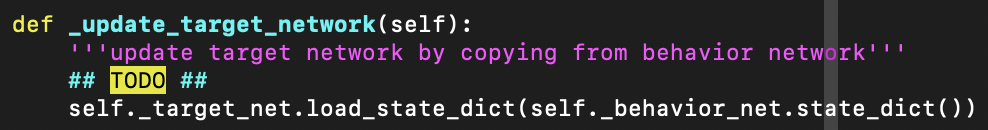 def _update_target_network(self):
    '''update target network by copying from behavior network'''
    ## TODO ##
    self._target_net.load_state_dict(self._behavior_net.state_dict())